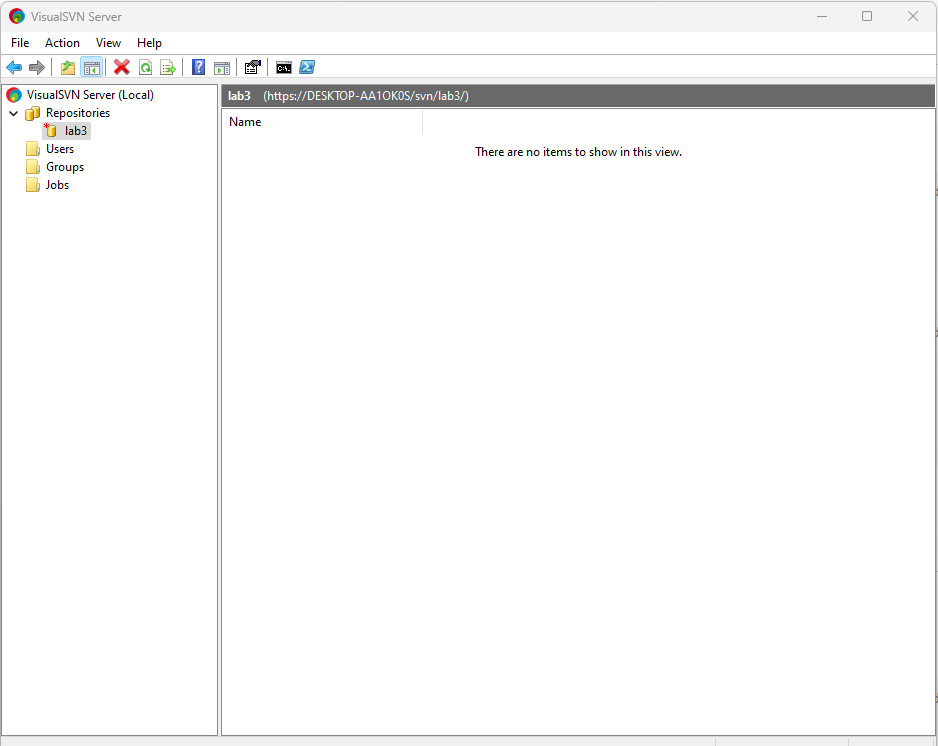 VisualSVN Server
File Action View Help
VisualSVN Server (Local)
Repositories
lab3
Users
Groups
Jobs
lab3 (https://DESKTOP-AA1OK0S/svn/lab3/)
Name
There are no items to show in this view.